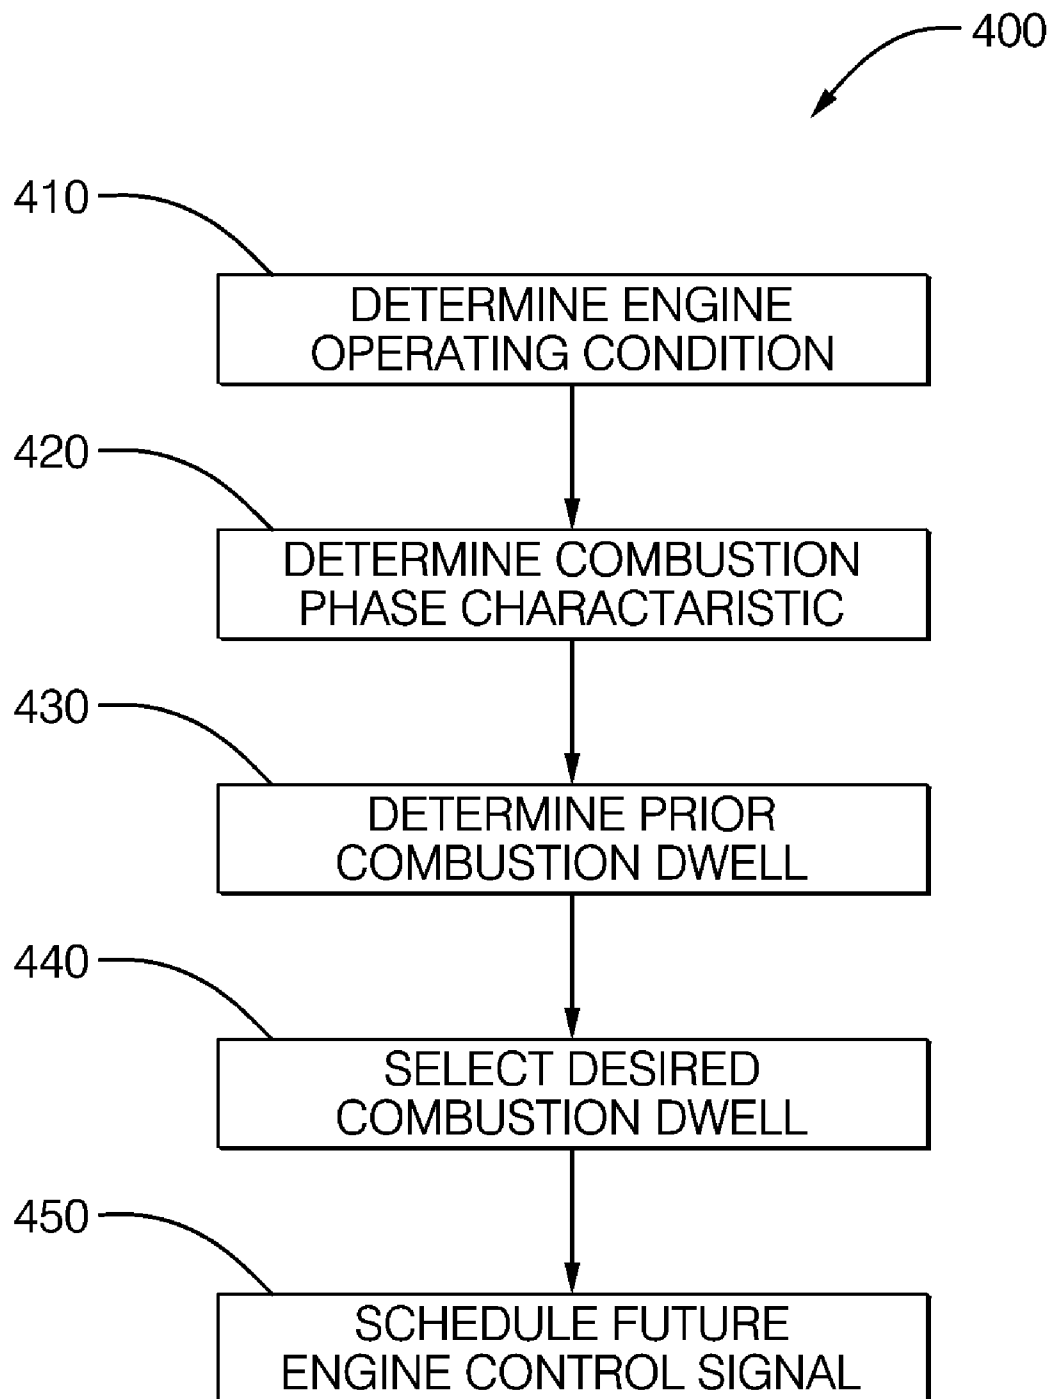 400
410
DETERMINE ENGINE
OPERATING CONDITION
420
DETERMINE COMBUSTION
PHASE CHARACTARISTIC
430
DETERMINE PRIOR
COMBUSTION DWELL
440
SELECT DESIRED
COMBUSTION DWELL
450
SCHEDULE FUTURE
ENGINE CONTROL SIGNAL